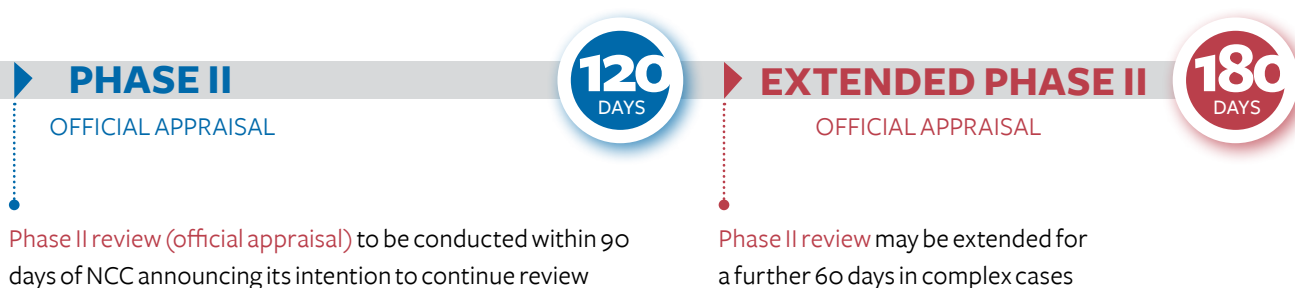 PHASE II
120
DAYS
OFFICIAL APPRAISAL
Phase II review (official appraisal) to be conducted within 90
days of NCC announcing its intention to continue review
EXTENDED PHASE II
180
DAYS
OFFICIAL APPRAISAL
Phase II review may be extended for
a further 60 days in complex cases